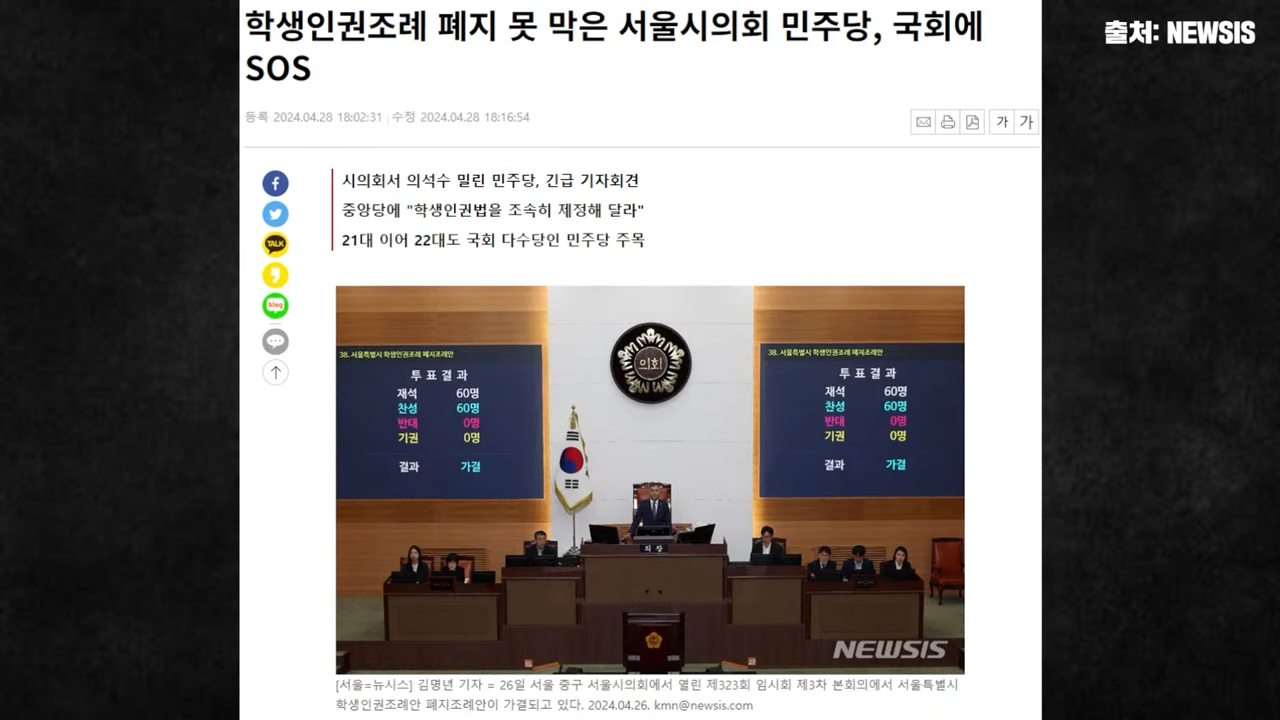 학생인권조례 폐지 못 막은 서울시의회 민주당, 국회에
SOS
출처: NEWSIS
등록 2024.04.28 18:02:31 | 수정 2024.04.28 18:16:54
가 가
시의회서 의석수 밀린 민주당, 긴급 기자회견
중앙당에 "학생인권법을 조속히 제정해 달라"
21대 이어 22대도 국회 다수당인 민주당 주목
TALK
blog
38. 서울특별시 학생인권조례 폐지조례안
투 표 결 과
재석 60명
찬성 60명
반대 0명
기권 0명
결과 가결
의회
38. 서울특별시 학생인권조례 폐지조례안
투 표 결 과
재석 60명
찬성 60명
반대 0명
기권 0명
결과 가결
의 장
NEWSIS
[서울=뉴시스] 김명년 기자 = 26일 서울 중구 서울시의회에서 열린 제323회 임시회 제3차 본회의에서 서울특별시
학생인권조례안 폐지조례안이 가결되고 있다. 2024.04.26. kmn@newsis.com